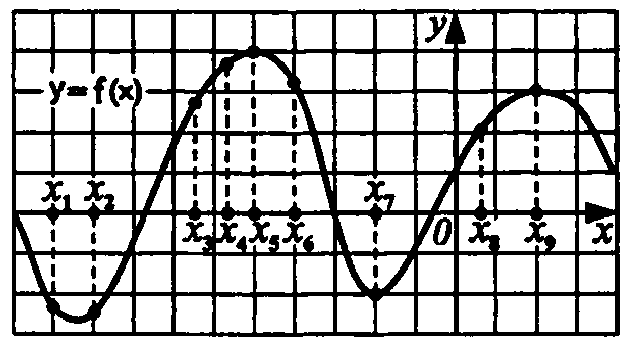 y
y = f(x)
x₁ x₂ x₇
x₃ x₄ x₅ x₆ 0 x₈ x₉ x